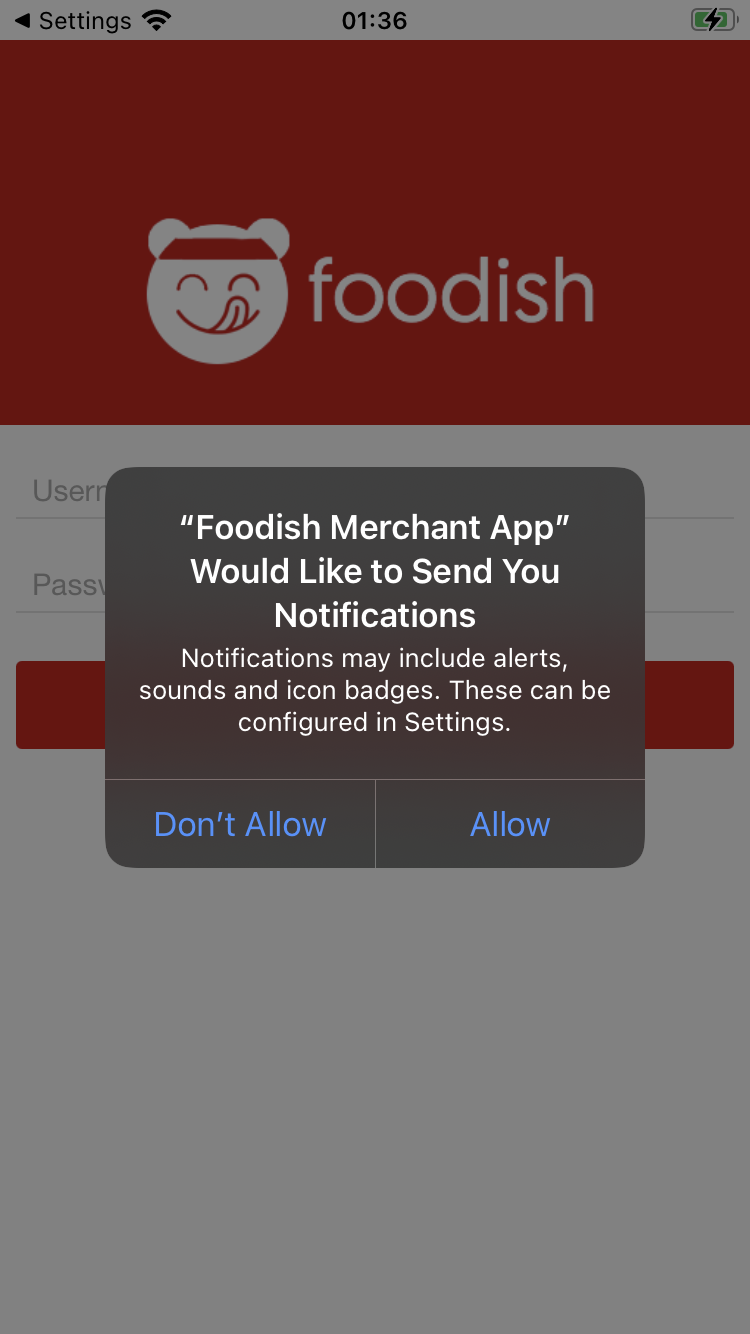 Settings
01:36
foodish
Usern
Passw
“Foodish Merchant App”
Would Like to Send You
Notifications
Notifications may include alerts,
sounds and icon badges. These can be
configured in Settings.
Don’t Allow
Allow